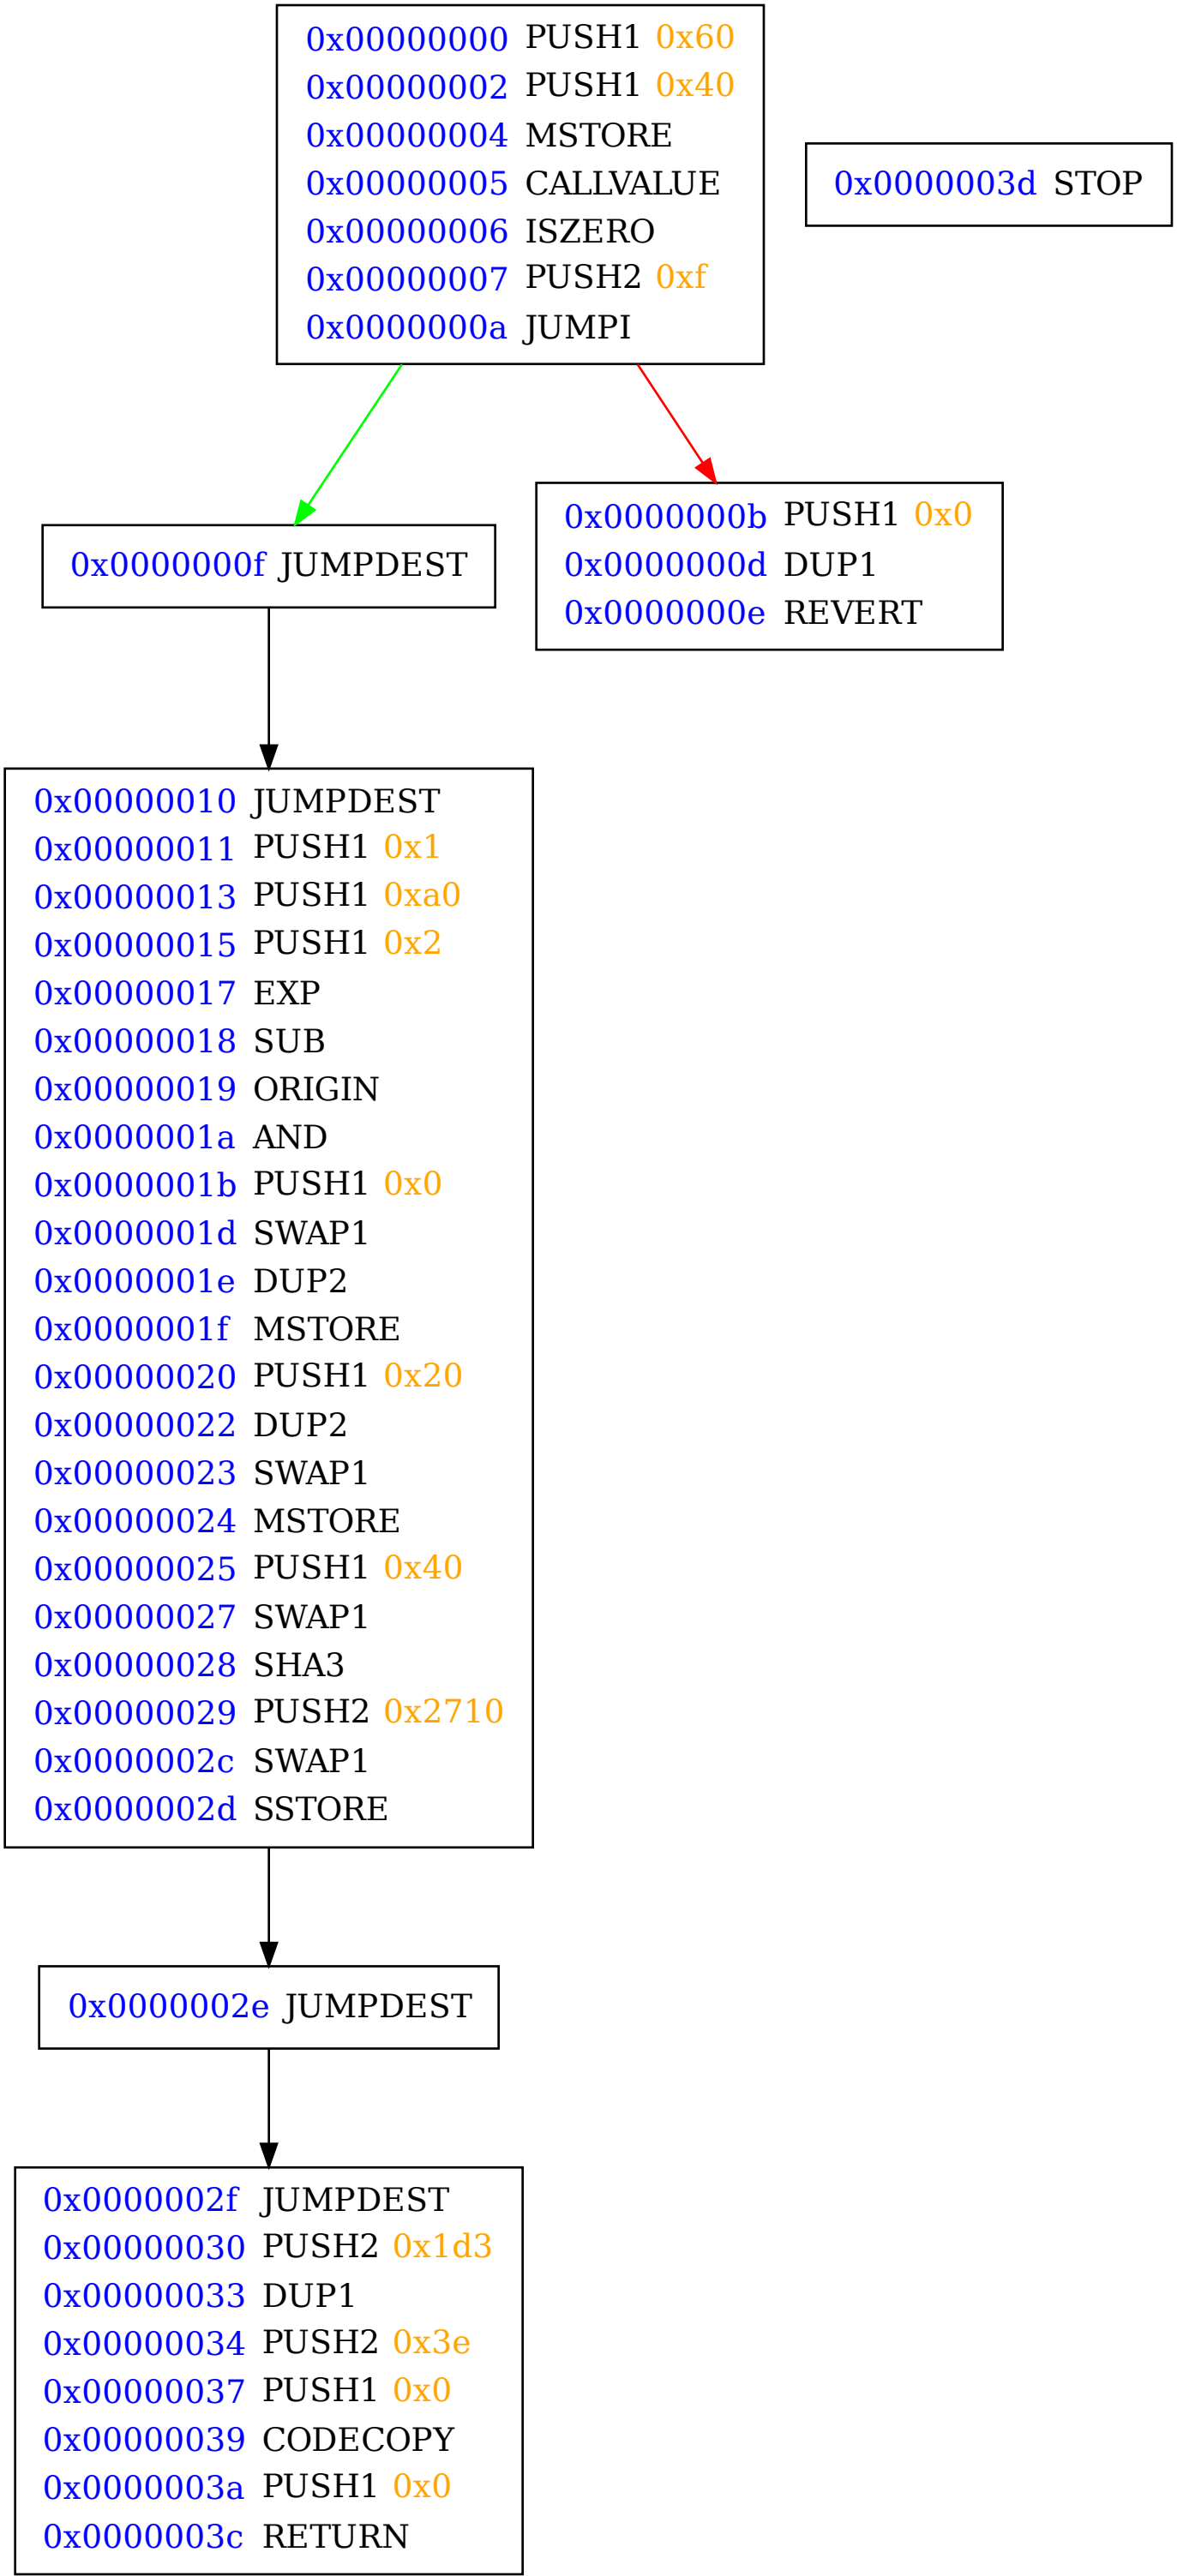 0x00000000 PUSH1 0x60
0x00000002 PUSH1 0x40
0x00000004 MSTORE
0x00000005 CALLVALUE
0x00000006 ISZERO
0x00000007 PUSH2 0xf
0x0000000a JUMPI
0x0000003d STOP
0x0000000f JUMPDEST
0x0000000b PUSH1 0x0
0x0000000d DUP1
0x0000000e REVERT
0x00000010 JUMPDEST
0x00000011 PUSH1 0x1
0x00000013 PUSH1 0xa0
0x00000015 PUSH1 0x2
0x00000017 EXP
0x00000018 SUB
0x00000019 ORIGIN
0x0000001a AND
0x0000001b PUSH1 0x0
0x0000001d SWAP1
0x0000001e DUP2
0x0000001f MSTORE
0x00000020 PUSH1 0x20
0x00000022 DUP2
0x00000023 SWAP1
0x00000024 MSTORE
0x00000025 PUSH1 0x40
0x00000027 SWAP1
0x00000028 SHA3
0x00000029 PUSH2 0x2710
0x0000002c SWAP1
0x0000002d SSTORE
0x0000002e JUMPDEST
0x0000002f JUMPDEST
0x00000030 PUSH2 0x1d3
0x00000033 DUP1
0x00000034 PUSH2 0x3e
0x00000037 PUSH1 0x0
0x00000039 CODECOPY
0x0000003a PUSH1 0x0
0x0000003c RETURN